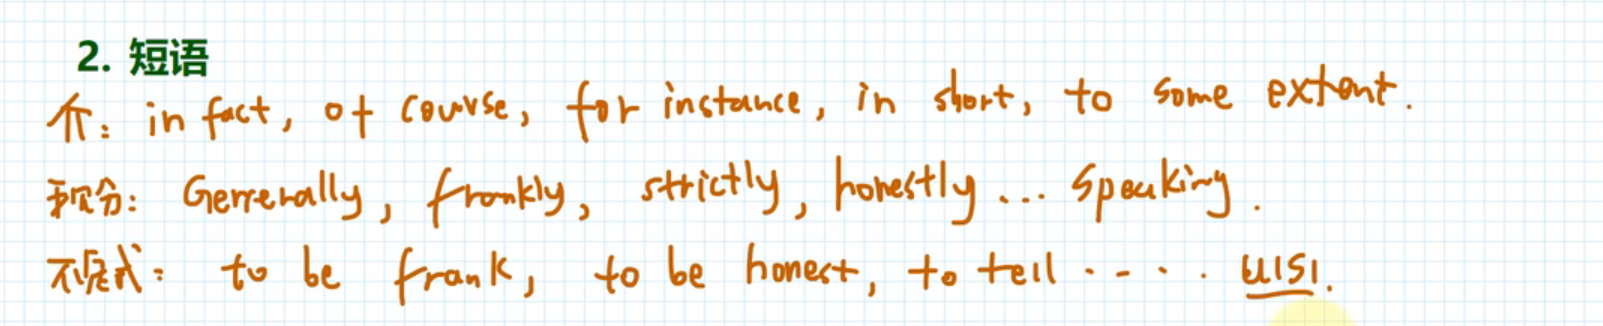 2. 短语
介: in fact, of course, for instance, in short, to some extent.
现分: Generally, frankly, strictly, honestly... speaking.
不定式: to be frank, to be honest, to tell .....